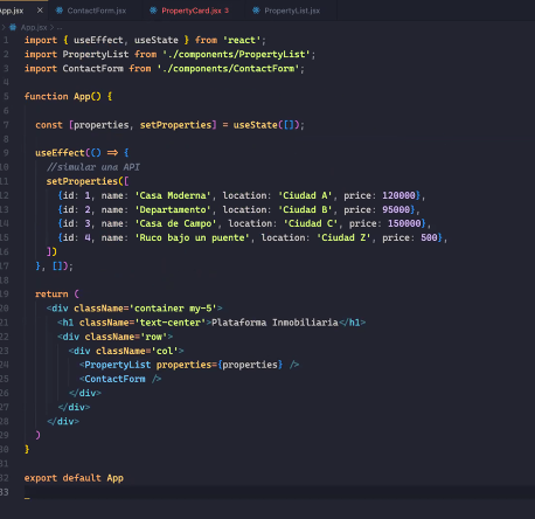 App.jsx ContactForm.jsx PropertyCard.jsx 3 PropertyList.jsx
App.jsx > ...
1 import { useEffect, useState } from 'react';
2 import PropertyList from './components/PropertyList';
3 import ContactForm from './components/ContactForm';
4
5 function App() {
6
7 const [properties, setProperties] = useState([]);
8
9 useEffect(() => {
10 //simular una API
11 setProperties([
12 {id: 1, name: 'Casa Moderna', location: 'Ciudad A', price: 120000},
13 {id: 2, name: 'Departamento', location: 'Ciudad B', price: 95000},
14 {id: 3, name: 'Casa de Campo', location: 'Ciudad C', price: 150000},
15 {id: 4, name: 'Ruco bajo un puente', location: 'Ciudad Z', price: 500},
16 ])
17 }, []);
18
19 return (
20 <div className='container my-5'>
21 <h1 className='text-center'>Plataforma Inmobiliaria</h1>
22 <div className='row'>
23 <div className='col'>
24 <PropertyList properties={properties} />
25 <ContactForm />
26 </div>
27 </div>
28 </div>
29 )
30 }
31
32 export default App
33